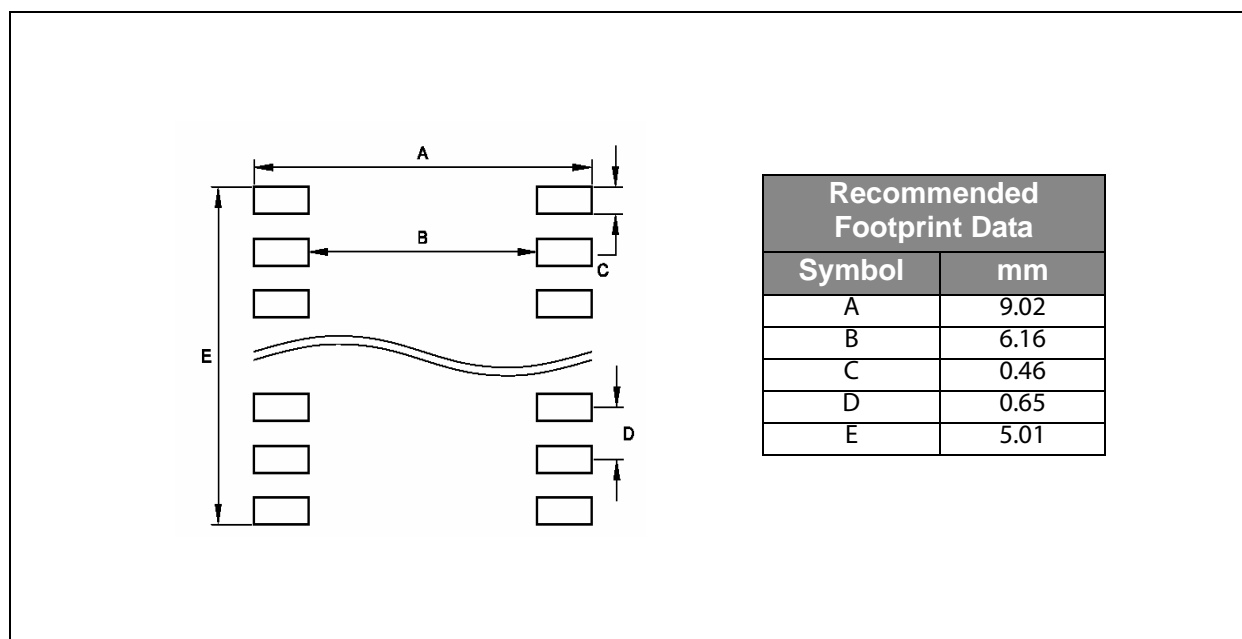 A
B
C
E
D
Recommended
Footprint Data
Symbol mm
A 9.02
B 6.16
C 0.46
D 0.65
E 5.01